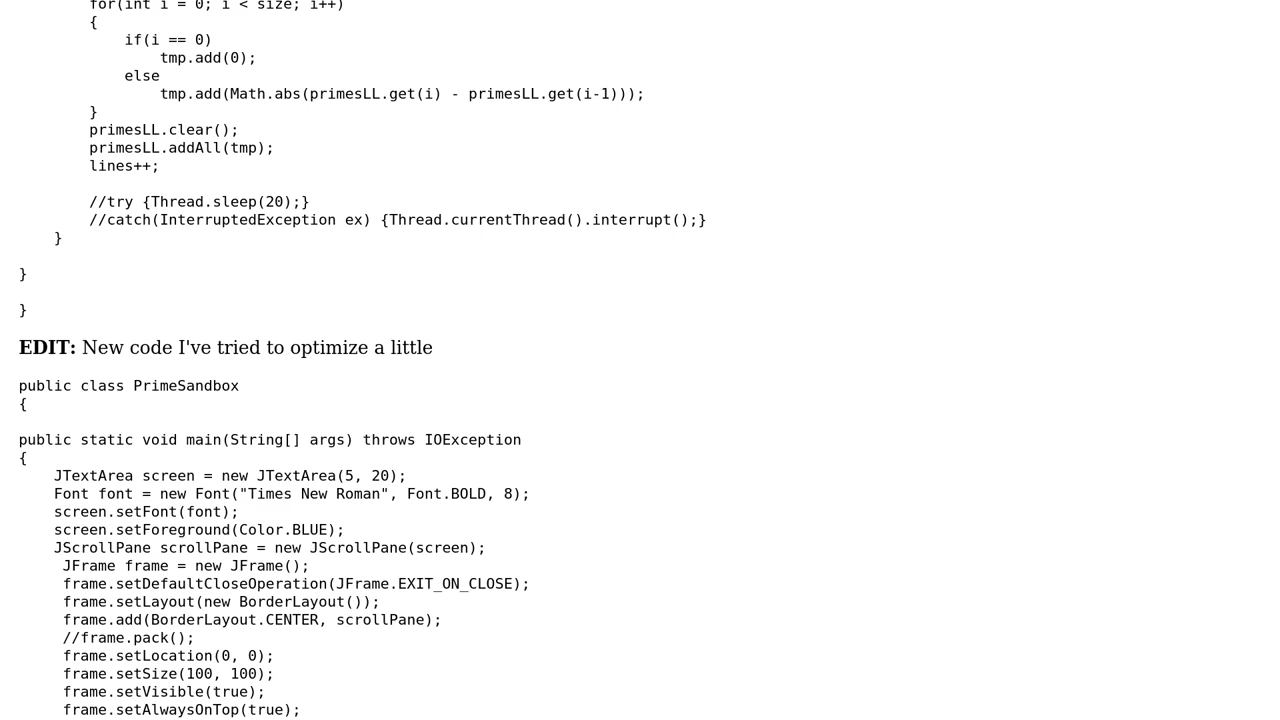 for(int i = 0; i < size; i++)
{
if(i == 0)
tmp.add(0);
else
tmp.add(Math.abs(primesLL.get(i) - primesLL.get(i-1)));
}
primesLL.clear();
primesLL.addAll(tmp);
lines++;
//try {Thread.sleep(20);}
//catch(InterruptedException ex) {Thread.currentThread().interrupt();}
}
}
}
EDIT: New code I've tried to optimize a little
public class PrimeSandbox
{
public static void main(String[] args) throws IOException
{
JTextArea screen = new JTextArea(5, 20);
Font font = new Font("Times New Roman", Font.BOLD, 8);
screen.setFont(font);
screen.setForeground(Color.BLUE);
JScrollPane scrollPane = new JScrollPane(screen);
JFrame frame = new JFrame();
frame.setDefaultCloseOperation(JFrame.EXIT_ON_CLOSE);
frame.setLayout(new BorderLayout());
frame.add(BorderLayout.CENTER, scrollPane);
//frame.pack();
frame.setLocation(0, 0);
frame.setSize(100, 100);
frame.setVisible(true);
frame.setAlwaysOnTop(true);